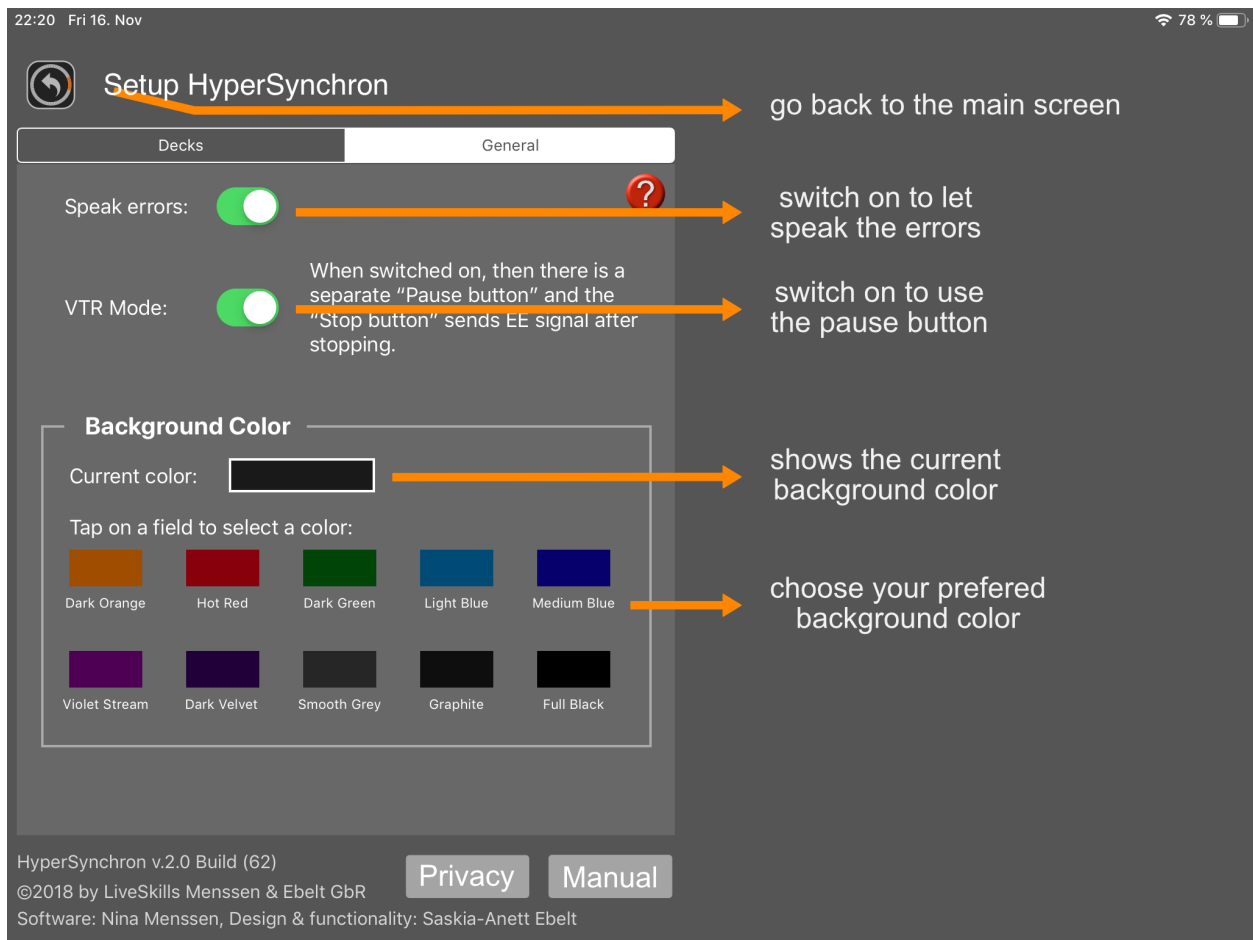 22:20 Fri 16. Nov
78 %
Setup HyperSynchron
go back to the main screen
Decks
General
Speak errors:
?
switch on to let
speak the errors
VTR Mode:
When switched on, then there is a
separate “Pause button” and the
“Stop button” sends EE signal after
stopping.
switch on to use
the pause button
Background Color
Current color:
shows the current
background color
Tap on a field to select a color:
Dark Orange
Hot Red
Dark Green
Light Blue
Medium Blue
choose your prefered
background color
Violet Stream
Dark Velvet
Smooth Grey
Graphite
Full Black
HyperSynchron v.2.0 Build (62)
©2018 by LiveSkills Menssen & Ebelt GbR
Software: Nina Menssen, Design & functionality: Saskia-Anett Ebelt
Privacy
Manual